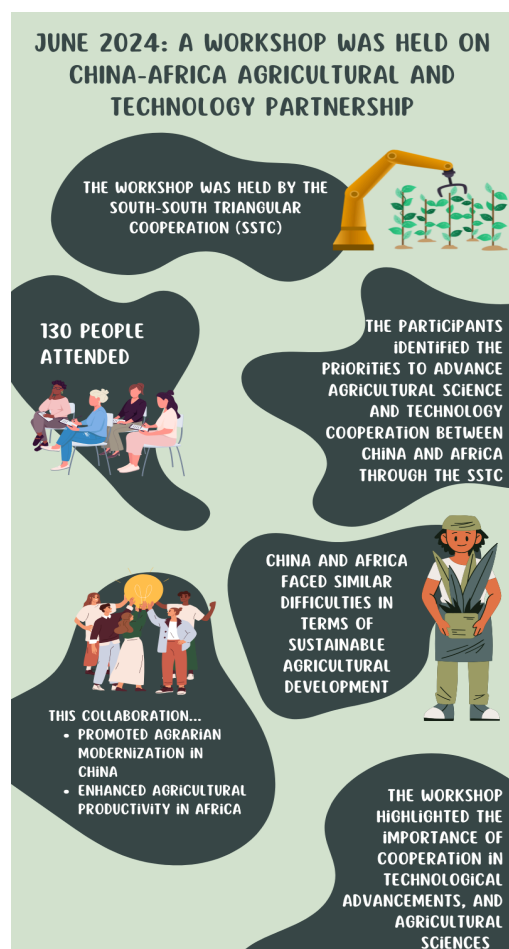 JUNE 2024: A WORKSHOP WAS HELD ON
CHINA-AFRICA AGRICULTURAL AND
TECHNOLOGY PARTNERSHIP
THE WORKSHOP WAS HELD BY THE
SOUTH-SOUTH TRIANGULAR
COOPERATION (SSTC)
130 PEOPLE
ATTENDED
THE PARTICIPANTS
IDENTIFIED THE
PRIORITIES TO ADVANCE
AGRICULTURAL SCIENCE
AND TECHNOLOGY
COOPERATION BETWEEN
CHINA AND AFRICA
THROUGH THE SSTC
CHINA AND AFRICA
FACED SIMILAR
DIFFICULTIES IN
TERMS OF
SUSTAINABLE
AGRICULTURAL
DEVELOPMENT
THIS COLLABORATION...
• PROMOTED AGRARIAN
MODERNIZATION IN
CHINA
• ENHANCED AGRICULTURAL
PRODUCTIVITY IN AFRICA
THE WORKSHOP
HIGHLIGHTED THE
IMPORTANCE OF
COOPERATION IN
TECHNOLOGICAL
ADVANCEMENTS, AND
AGRICULTURAL
SCIENCES